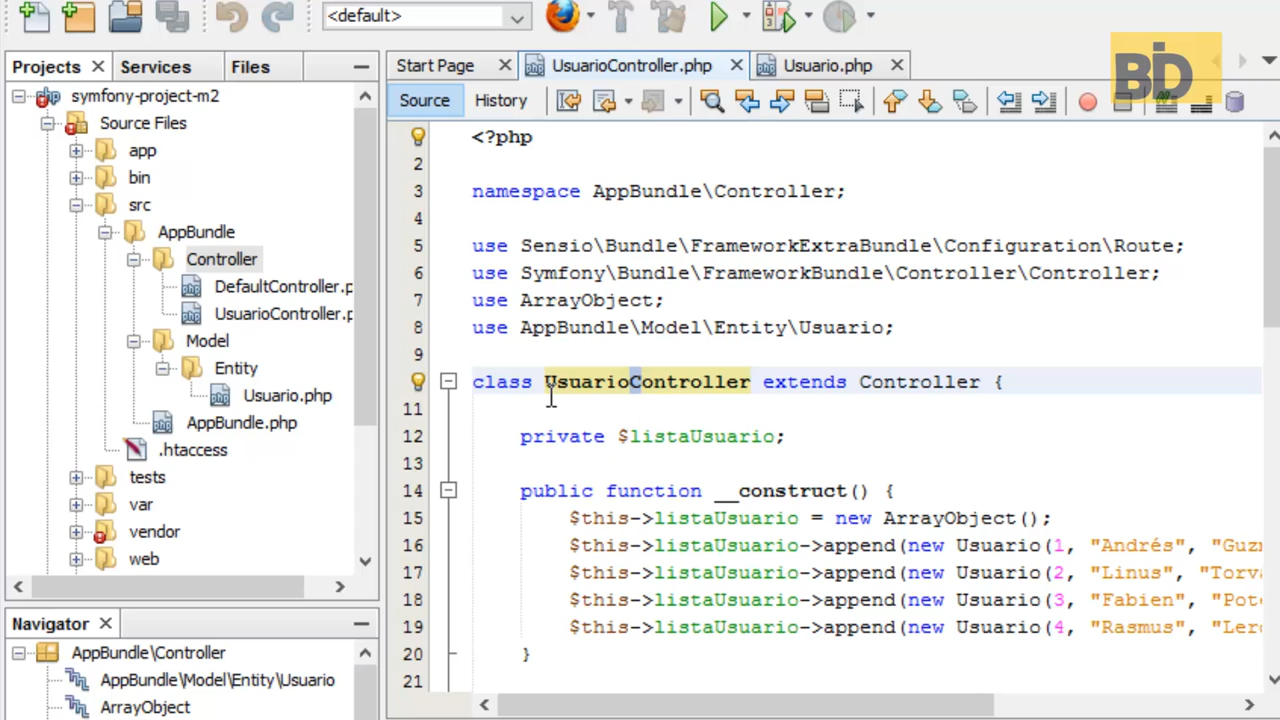 <default>
Projects
Services
Files
symfony-project-m2
Source Files
app
bin
src
AppBundle
Controller
DefaultController.p
UsuarioController.p
Model
Entity
Usuario.php
AppBundle.php
.htaccess
tests
var
vendor
web
Navigator
AppBundle\Controller
AppBundle\Model\Entity\Usuario
ArrayObject
Start Page
UsuarioController.php
Usuario.php
BID
Source
History
<?php
2
3 namespace AppBundle\Controller;
4
5 use Sensio\Bundle\FrameworkExtraBundle\Configuration\Route;
6 use Symfony\Bundle\FrameworkBundle\Controller\Controller;
7 use ArrayObject;
8 use AppBundle\Model\Entity\Usuario;
9
class UsuarioController extends Controller {
11
12 private $listaUsuario;
13
14 public function __construct() {
15 $this->listaUsuario = new ArrayObject();
16 $this->listaUsuario->append(new Usuario(1, "Andrés", "Guzm
17 $this->listaUsuario->append(new Usuario(2, "Linus", "Torva
18 $this->listaUsuario->append(new Usuario(3, "Fabien", "Pote
19 $this->listaUsuario->append(new Usuario(4, "Rasmus", "Lero
20 }
21